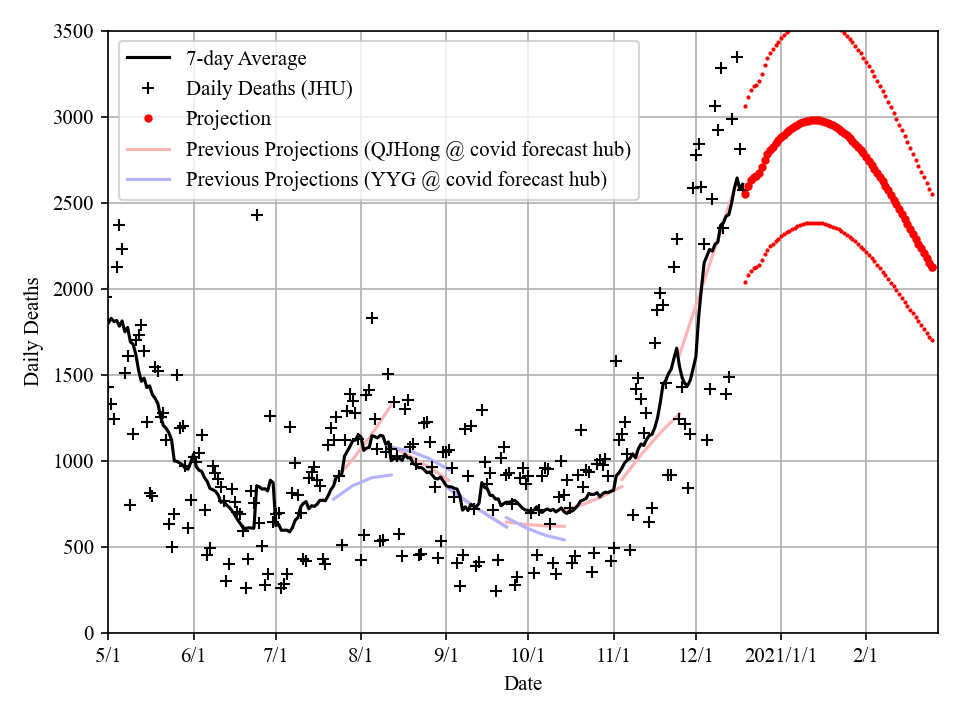 3500
3000
2500
2000
1500
1000
500
0
Daily Deaths
7-day Average
Daily Deaths (JHU)
Projection
Previous Projections (QJHong @ covid forecast hub)
Previous Projections (YYG @ covid forecast hub)
5/1 6/1 7/1 8/1 9/1 10/1 11/1 12/1 2021/1/1 2/1
Date